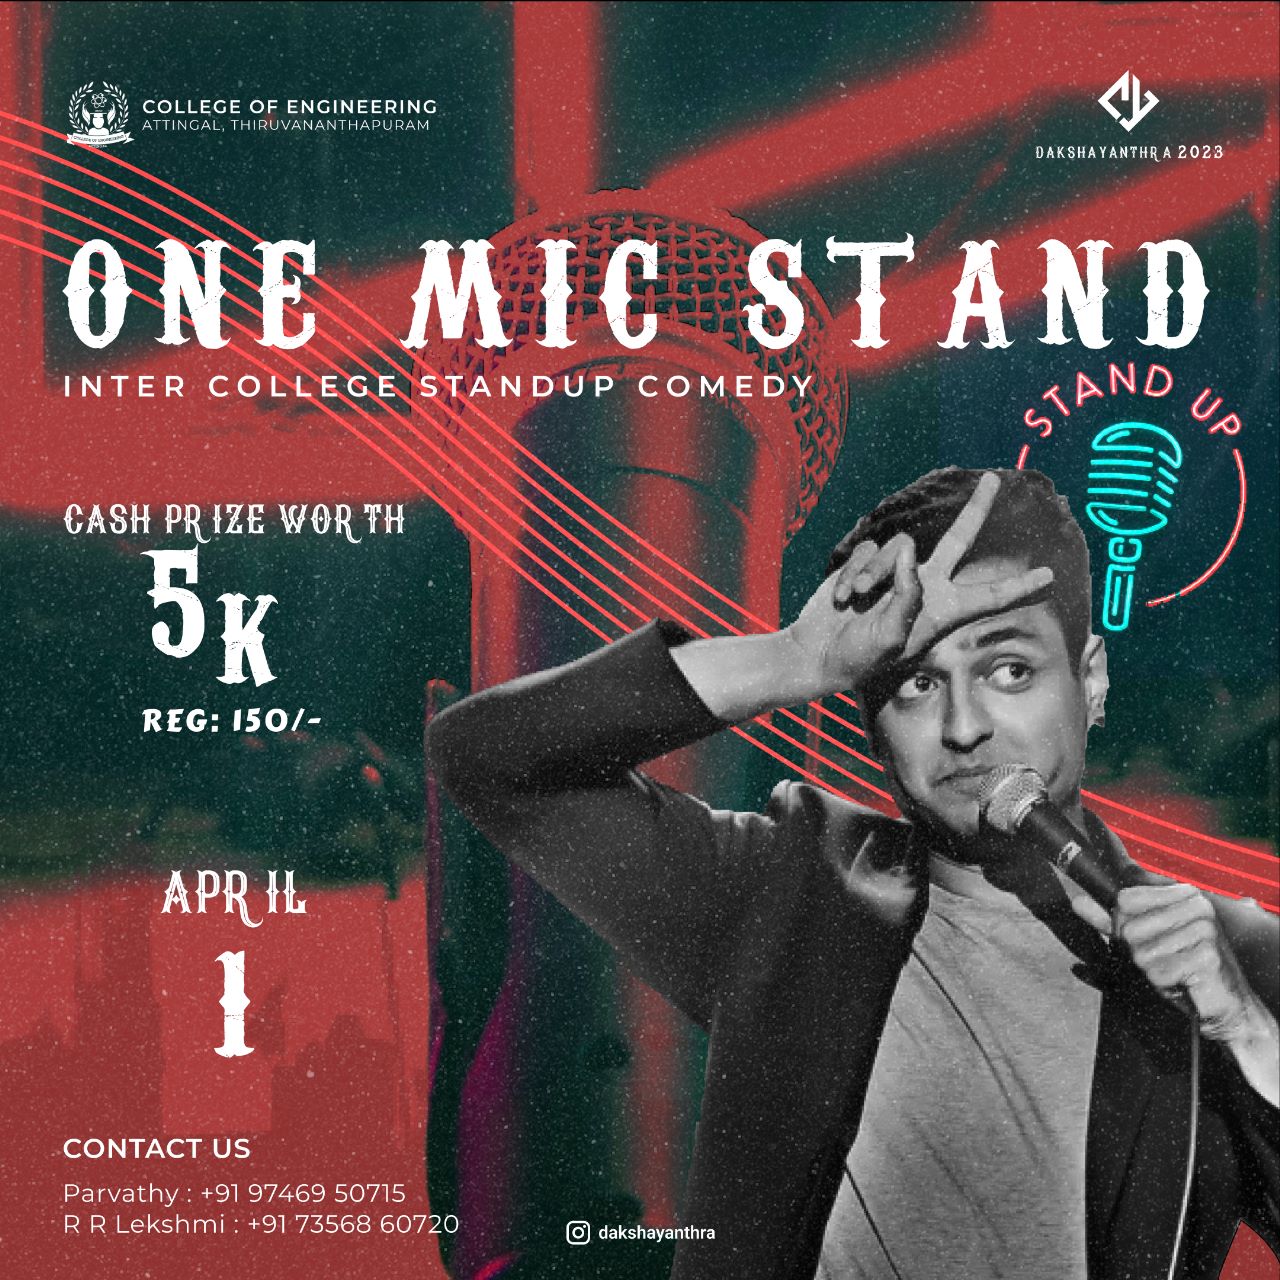 COLLEGE OF ENGINEERING
ATTINGAL, THIRUVANANTHAPURAM
DAKSHAYANTHRA 2023
ONE MIC STAND
INTER COLLEGE STANDUP COMEDY
STAND UP
CASH PRIZE WORTH
5K
REG: 150/-
APRIL
1
CONTACT US
Parvathy : +91 97469 50715
R R Lekshmi : +91 73568 60720
dakshayanthra